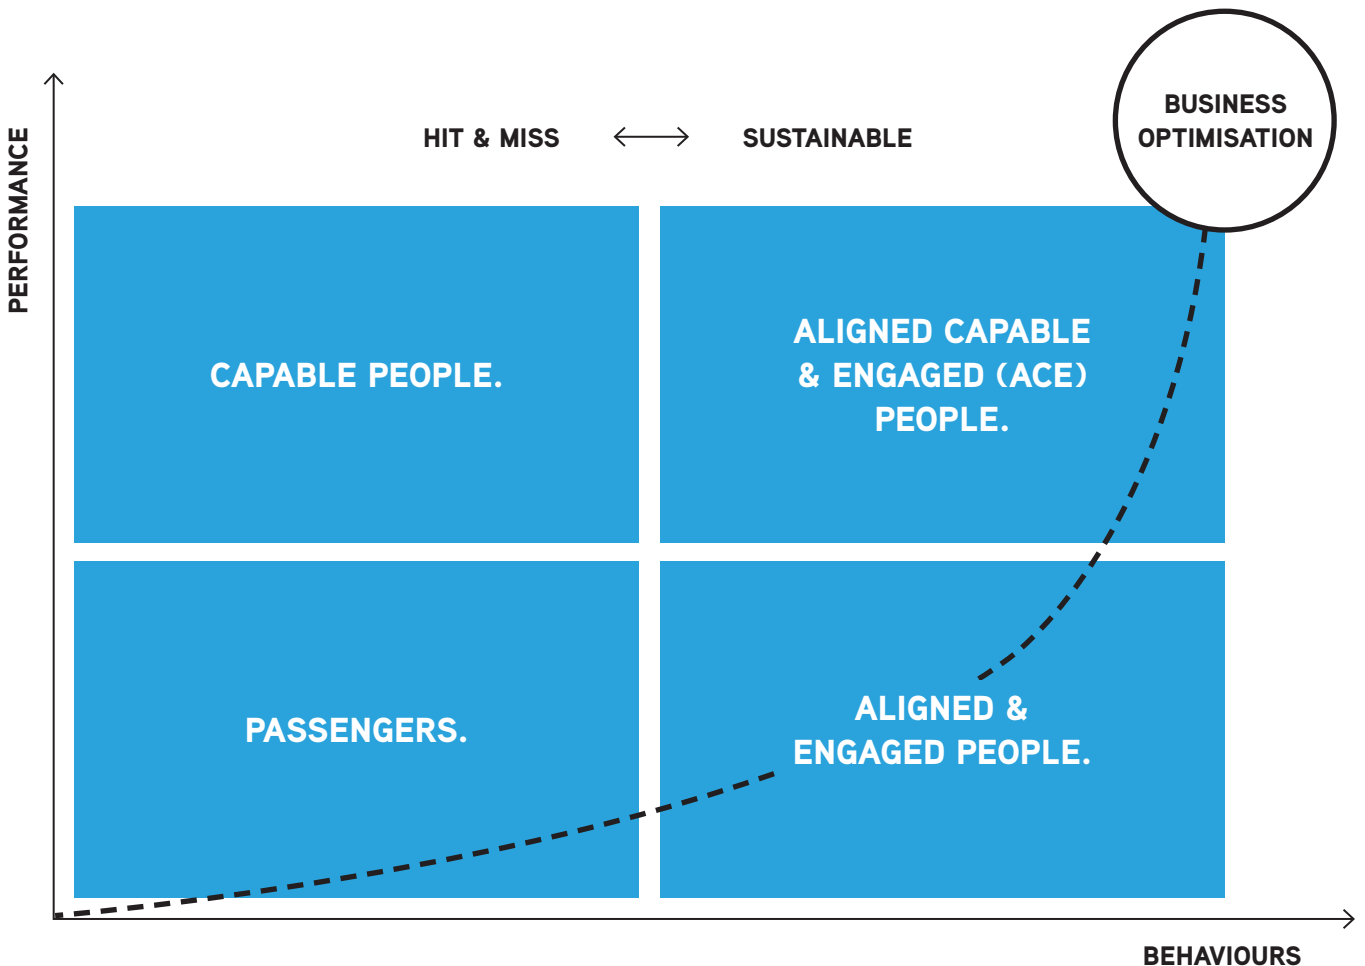 BUSINESS
OPTIMISATION
HIT & MISS
SUSTAINABLE
PERFORMANCE
CAPABLE PEOPLE.
ALIGNED CAPABLE
& ENGAGED (ACE)
PEOPLE.
PASSENGERS.
ALIGNED &
ENGAGED PEOPLE.
BEHAVIOURS